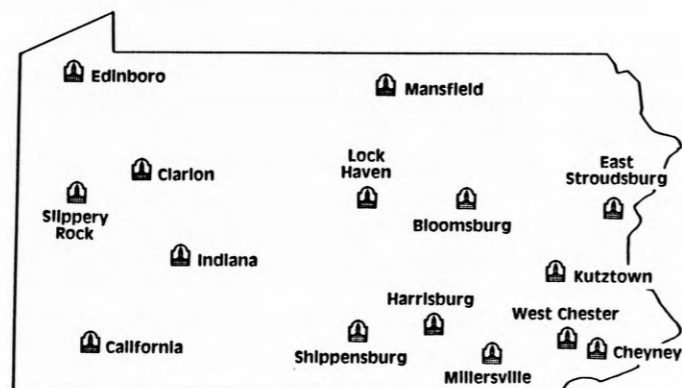 Edinboro
Mansfield
Clarion
Lock
Haven
East
Stroudsburg
Slippery
Rock
Bloomsburg
Indiana
Kutztown
Harrisburg
West Chester
California
Shippensburg
Millersville
Cheyney